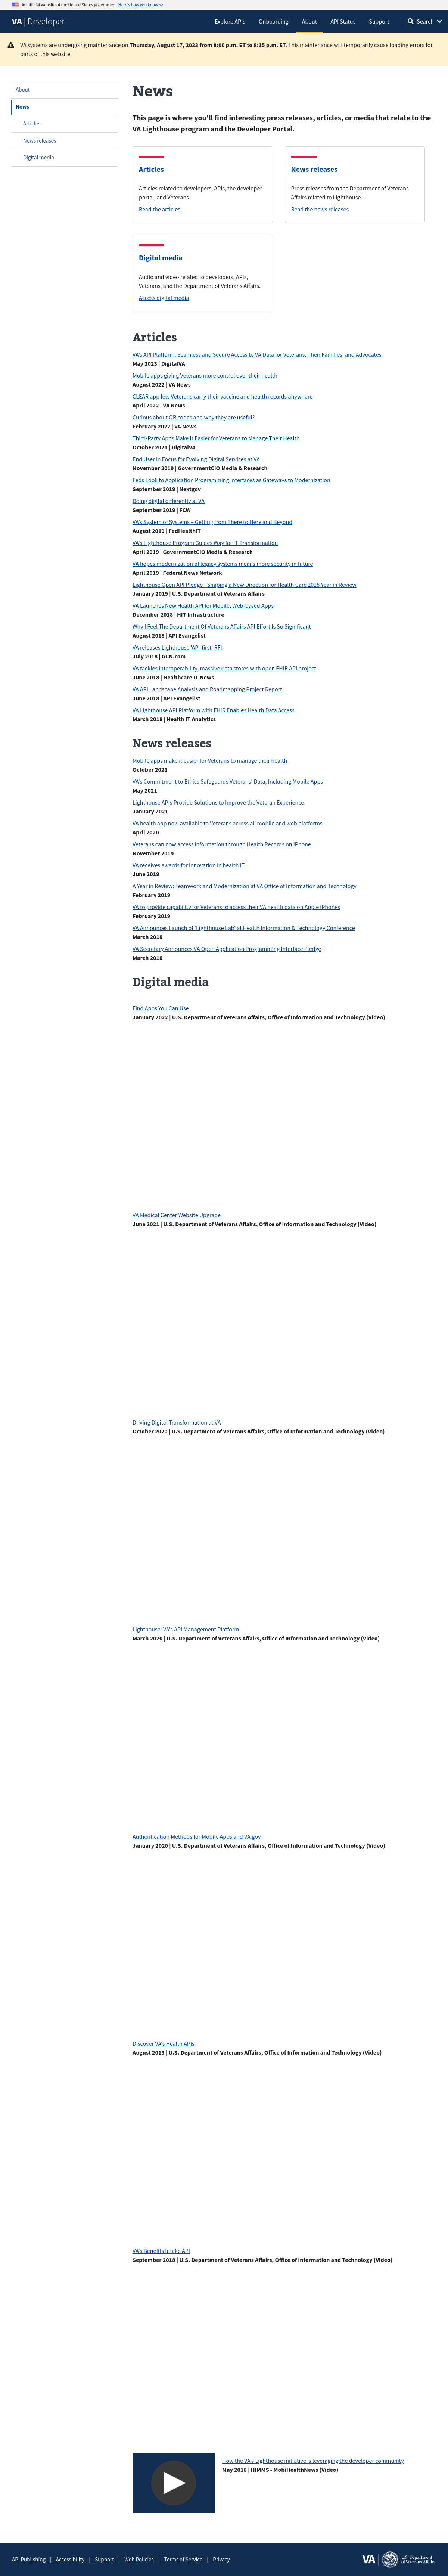 An official website of the United States government Here's how you know
VA | Developer
Explore APIs
Onboarding
About
API Status
Support
Search
VA systems are undergoing maintenance on Thursday, August 17, 2023 from 8:00 p.m. ET to 8:15 p.m. ET. This maintenance will temporarily cause loading errors for
parts of this website.
About
News
Articles
News releases
Digital media
News
This page is where you'll find interesting press releases, articles, or media that relate to the
VA Lighthouse program and the Developer Portal.
Articles
Articles related to developers, APIs, the developer
portal, and Veterans.
Read the articles
News releases
Press releases from the Department of Veterans
Affairs related to Lighthouse.
Read the news releases
Digital media
Audio and video related to developers, APIs,
Veterans, and the Department of Veterans Affairs.
Access digital media
Articles
VA's API Platform: Seamless and Secure Access to VA Data for Veterans, Their Families, and Advocates
May 2023 | DigitalVA
Mobile apps giving Veterans more control over their health
August 2022 | VA News
CLEAR app lets Veterans carry their vaccine and health records anywhere
April 2022 | VA News
Curious about QR codes and why they are useful?
February 2022 | VA News
Third-Party Apps Make It Easier for Veterans to Manage Their Health
October 2021 | DigitalVA
End User in Focus for Evolving Digital Services at VA
November 2019 | GovernmentCIO Media & Research
Feds Look to Application Programming Interfaces as Gateways to Modernization
September 2019 | Nextgov
Doing digital differently at VA
September 2019 | FCW
VA's System of Systems – Getting from There to Here and Beyond
August 2019 | FedHealthIT
VA's Lighthouse Program Guides Way for IT Transformation
April 2019 | GovernmentCIO Media & Research
VA hopes modernization of legacy systems means more security in future
April 2019 | Federal News Network
Lighthouse Open API Pledge - Shaping a New Direction for Health Care 2018 Year in Review
January 2019 | U.S. Department of Veterans Affairs
VA Launches New Health API for Mobile, Web-based Apps
December 2018 | HIT Infrastructure
Why I Feel The Department Of Veterans Affairs API Effort Is So Significant
August 2018 | API Evangelist
VA releases Lighthouse 'API-first' RFI
July 2018 | GCN.com
VA tackles interoperability, massive data stores with open FHIR API project
June 2018 | Healthcare IT News
VA API Landscape Analysis and Roadmapping Project Report
June 2018 | API Evangelist
VA Lighthouse API Platform with FHIR Enables Health Data Access
March 2018 | Health IT Analytics
News releases
Mobile apps make it easier for Veterans to manage their health
October 2021
VA's Commitment to Ethics Safeguards Veterans' Data, Including Mobile Apps
May 2021
Lighthouse APIs Provide Solutions to Improve the Veteran Experience
January 2021
VA health app now available to Veterans across all mobile and web platforms
April 2020
Veterans can now access information through Health Records on iPhone
November 2019
VA receives awards for innovation in health IT
June 2019
A Year in Review: Teamwork and Modernization at VA Office of Information and Technology
February 2019
VA to provide capability for Veterans to access their VA health data on Apple iPhones
February 2019
VA Announces Launch of 'Lighthouse Lab' at Health Information & Technology Conference
March 2018
VA Secretary Announces VA Open Application Programming Interface Pledge
March 2018
Digital media
Find Apps You Can Use
January 2022 | U.S. Department of Veterans Affairs, Office of Information and Technology (Video)
VA Medical Center Website Upgrade
June 2021 | U.S. Department of Veterans Affairs, Office of Information and Technology (Video)
Driving Digital Transformation at VA
October 2020 | U.S. Department of Veterans Affairs, Office of Information and Technology (Video)
Lighthouse: VA's API Management Platform
March 2020 | U.S. Department of Veterans Affairs, Office of Information and Technology (Video)
Authentication Methods for Mobile Apps and VA.gov
January 2020 | U.S. Department of Veterans Affairs, Office of Information and Technology (Video)
Discover VA's Health APIs
August 2019 | U.S. Department of Veterans Affairs, Office of Information and Technology (Video)
VA's Benefits Intake API
September 2018 | U.S. Department of Veterans Affairs, Office of Information and Technology (Video)
How the VA's Lighthouse initiative is leveraging the developer community
May 2018 | HIMMS - MobiHealthNews (Video)
API Publishing | Accessibility | Support | Web Policies | Terms of Service | Privacy
VA
U.S. Department
of Veterans Affairs